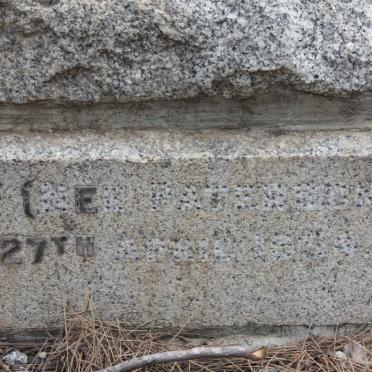 (NEE PATERSON
27TH APRIL 1934